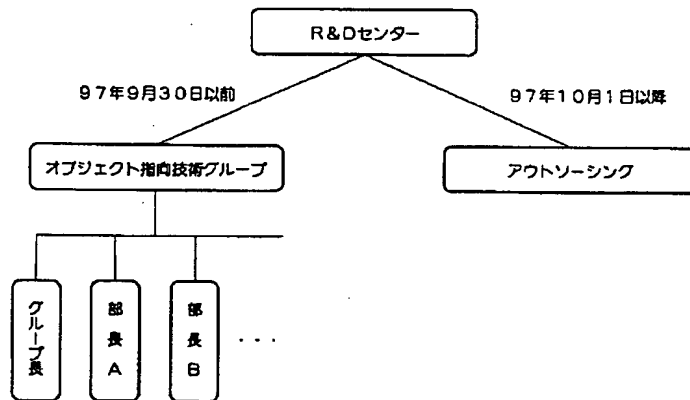 R&Dセンター
97年9月30日以前
97年10月1日以降
オブジェクト指向技術グループ
アウトソーシング
グループ長
部長A
部長B
・・・